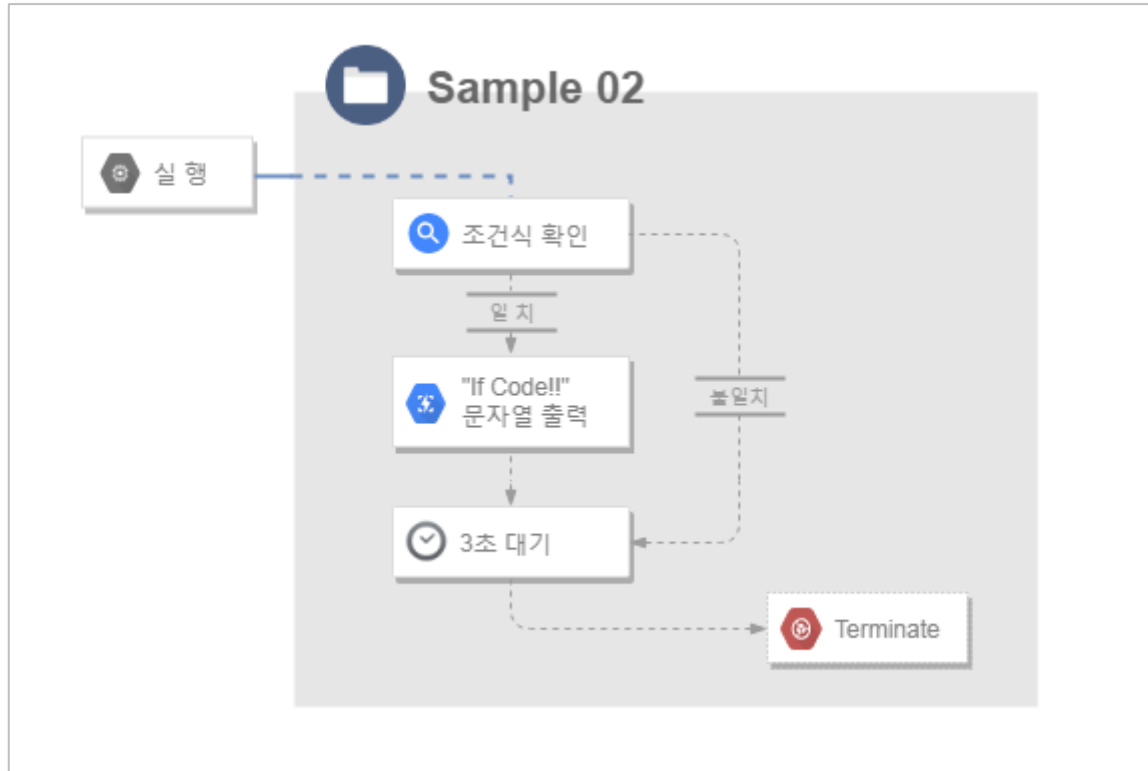 Sample 02
실 행
조건식 확인
일 치
"If Code!!"
문자열 출력
불일치
3초 대기
Terminate